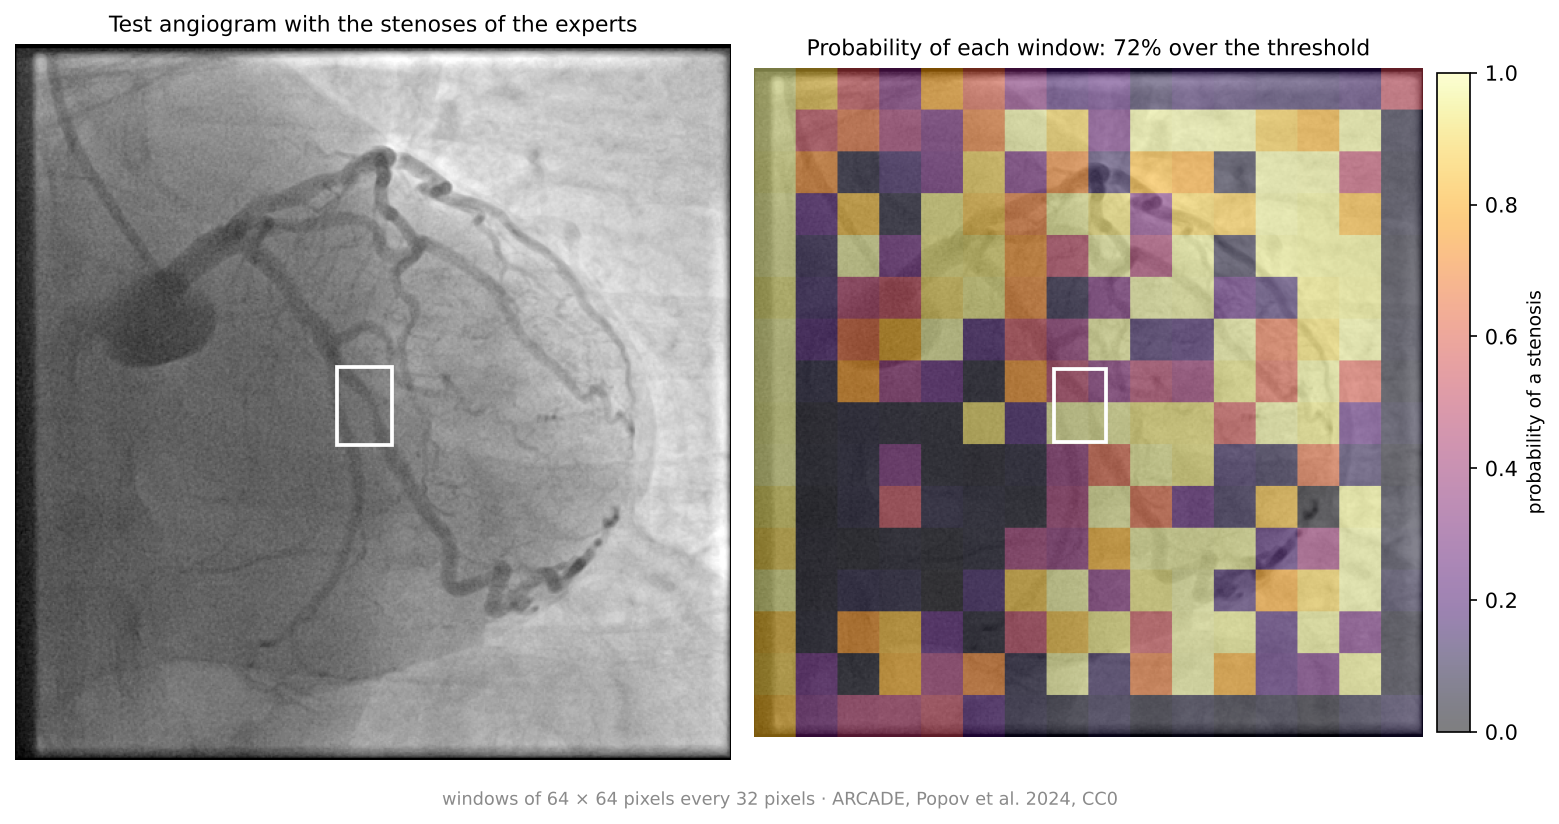 Test angiogram with the stenoses of the experts
Probability of each window: 72% over the threshold
1.0
0.8
0.6
0.4
0.2
0.0
probability of a stenosis
windows of 64 × 64 pixels every 32 pixels · ARCADE, Popov et al. 2024, CC0